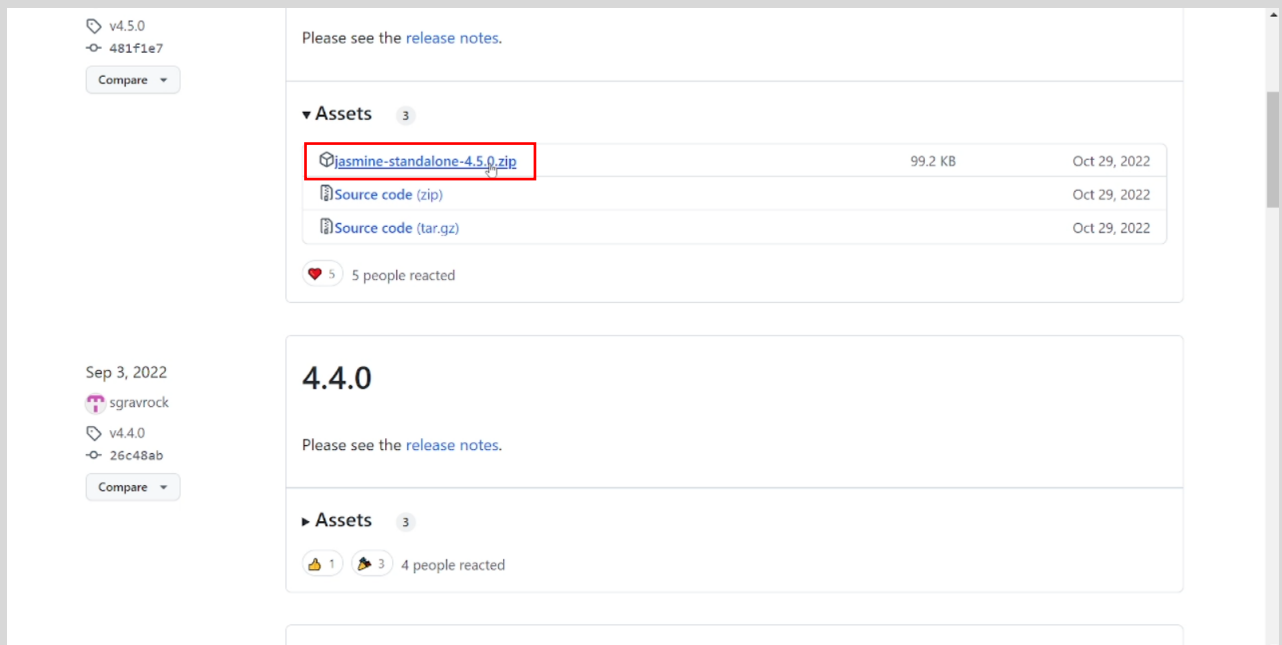 v4.5.0
481f1e7
Compare
Please see the release notes.
Assets 3
jasmine-standalone-4.5.0.zip 99.2 KB Oct 29, 2022
Source code (zip) Oct 29, 2022
Source code (tar.gz) Oct 29, 2022
5 5 people reacted
Sep 3, 2022
sgravrock
v4.4.0
26c48ab
Compare
4.4.0
Please see the release notes.
Assets 3
1 3 4 people reacted